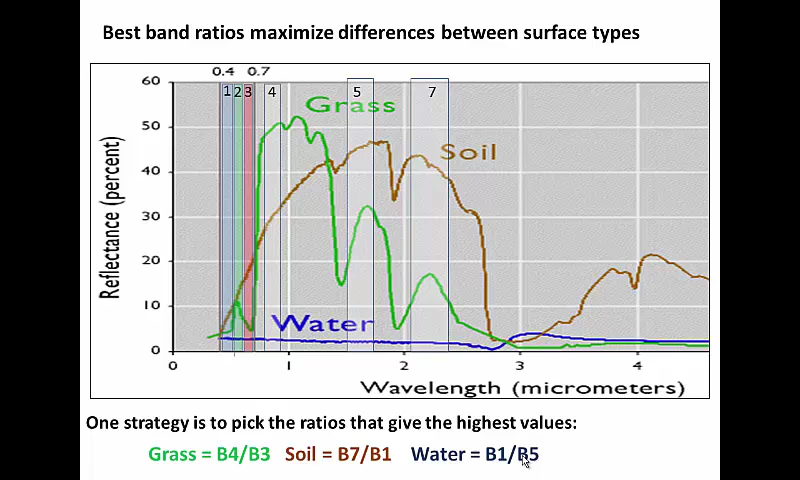 Best band ratios maximize differences between surface types
0.4 0.7
60
50
40
30
20
10
0
Reflectance (percent)
1 2 3 4 5 7
Grass
Soil
Water
0 1 2 3 4
Wavelength (micrometers)
One strategy is to pick the ratios that give the highest values:
Grass = B4/B3 Soil = B7/B1 Water = B1/B5